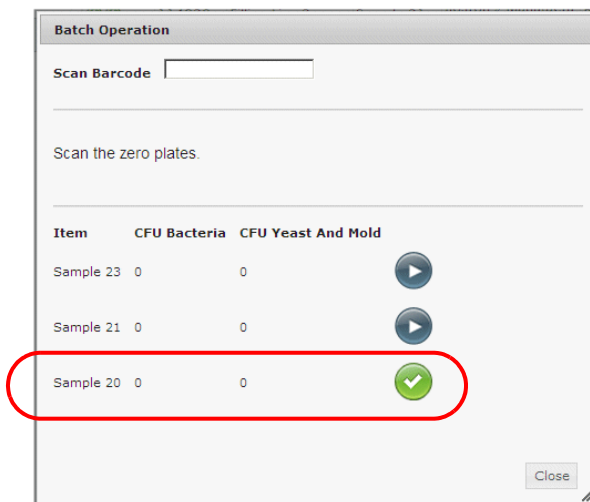 Batch Operation
Scan Barcode
Scan the zero plates.
Item CFU Bacteria CFU Yeast And Mold
Sample 23 0 0
Sample 21 0 0
Sample 20 0 0
Close